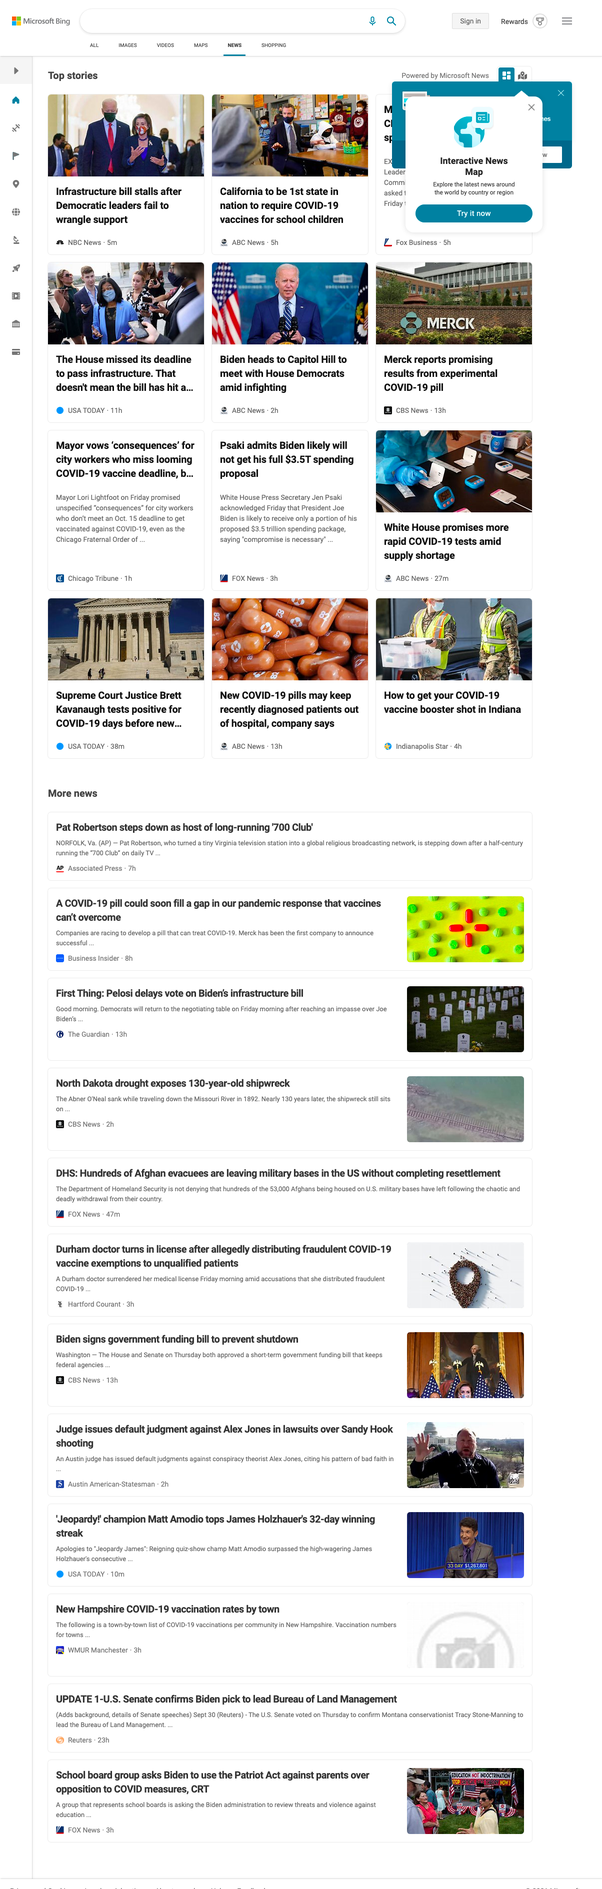 Microsoft Bing
Sign in
Rewards
ALL
IMAGES
VIDEOS
MAPS
NEWS
SHOPPING
Top stories
Powered by Microsoft News
Interactive News
Map
Explore the latest news around
the world by country or region
Try it now
Infrastructure bill stalls after
Democratic leaders fail to
wrangle support
NBC News · 5m
California to be 1st state in
nation to require COVID-19
vaccines for school children
ABC News · 5h
Fox Business · 5h
The House missed its deadline
to pass infrastructure. That
doesn't mean the bill has hit a...
USA TODAY · 11h
Biden heads to Capitol Hill to
meet with House Democrats
amid infighting
ABC News · 2h
MERCK
Merck reports promising
results from experimental
COVID-19 pill
CBS News · 13h
Mayor vows ‘consequences’ for
city workers who miss looming
COVID-19 vaccine deadline, b...
Mayor Lori Lightfoot on Friday promised
unspecified “consequences” for city workers
who don’t meet an Oct. 15 deadline to get
vaccinated against COVID-19, even as the
Chicago Fraternal Order of ...
Chicago Tribune · 1h
Psaki admits Biden likely will
not get his full $3.5T spending
proposal
White House Press Secretary Jen Psaki
acknowledged Friday that President Joe
Biden is likely to receive only a portion of his
proposed $3.5 trillion spending package,
saying "compromise is necessary" ...
FOX News · 3h
White House promises more
rapid COVID-19 tests amid
supply shortage
ABC News · 27m
Supreme Court Justice Brett
Kavanaugh tests positive for
COVID-19 days before new...
USA TODAY · 38m
New COVID-19 pills may keep
recently diagnosed patients out
of hospital, company says
ABC News · 13h
How to get your COVID-19
vaccine booster shot in Indiana
Indianapolis Star · 4h
More news
Pat Robertson steps down as host of long-running '700 Club'
NORFOLK, Va. (AP) — Pat Robertson, who turned a tiny Virginia television station into a global religious broadcasting network, is stepping down after a half-century
running the “700 Club” on daily TV ...
AP Associated Press · 7h
A COVID-19 pill could soon fill a gap in our pandemic response that vaccines
can’t overcome
Companies are racing to develop a pill that can treat COVID-19. Merck has been the first company to announce
successful ...
Business Insider · 8h
First Thing: Pelosi delays vote on Biden’s infrastructure bill
Good morning. Democrats will return to the negotiating table on Friday morning after reaching an impasse over Joe
Biden’s ...
The Guardian · 13h
North Dakota drought exposes 130-year-old shipwreck
The Abner O'Neal sank while traveling down the Missouri River in 1892. Nearly 130 years later, the shipwreck still sits
on ...
CBS News · 2h
DHS: Hundreds of Afghan evacuees are leaving military bases in the US without completing resettlement
The Department of Homeland Security is not denying that hundreds of the 53,000 Afghans being housed on U.S. military bases have left following the chaotic and
deadly withdrawal from their country.
FOX News · 47m
Durham doctor turns in license after allegedly distributing fraudulent COVID-19
vaccine exemptions to unqualified patients
A Durham doctor surrendered her medical license Friday morning amid accusations that she distributed fraudulent
COVID-19 ...
Hartford Courant · 3h
Biden signs government funding bill to prevent shutdown
Washington — The House and Senate on Thursday both approved a short-term government funding bill that keeps
federal agencies ...
CBS News · 13h
Judge issues default judgment against Alex Jones in lawsuits over Sandy Hook
shooting
An Austin judge has issued default judgments against conspiracy theorist Alex Jones, citing his pattern of bad faith in
...
Austin American-Statesman · 2h
'Jeopardy!' champion Matt Amodio tops James Holzhauer's 32-day winning
streak
Apologies to "Jeopardy James": Reigning quiz-show champ Matt Amodio surpassed the high-wagering James
Holzhauer's consecutive ...
USA TODAY · 10m
New Hampshire COVID-19 vaccination rates by town
The following is a town-by-town list of COVID-19 vaccinations per community in New Hampshire. Vaccination numbers
for towns ...
WMUR Manchester · 3h
UPDATE 1-U.S. Senate confirms Biden pick to lead Bureau of Land Management
(Adds background, details of Senate speeches) Sept 30 (Reuters) - The U.S. Senate voted on Thursday to confirm Montana conservationist Tracy Stone-Manning to
lead the Bureau of Land Management. ...
Reuters · 23h
School board group asks Biden to use the Patriot Act against parents over
opposition to COVID measures, CRT
A group that represents school boards is asking the Biden administration to review threats and violence against
education ...
FOX News · 3h